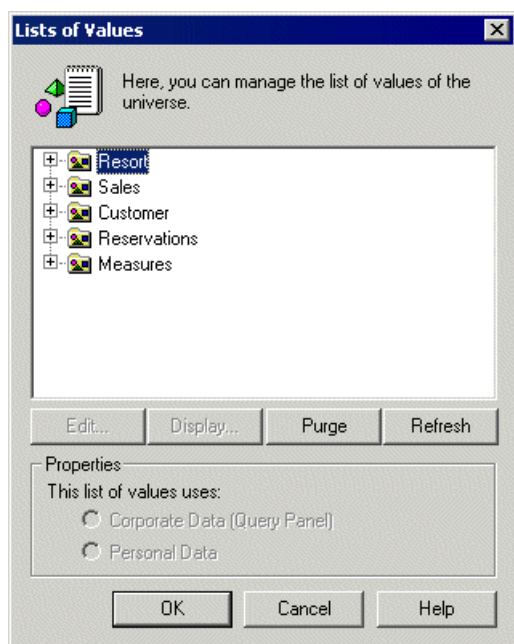 Lists of Values
Here, you can manage the list of values of the
universe.
Resort
Sales
Customer
Reservations
Measures
Edit... Display... Purge Refresh
Properties
This list of values uses:
Corporate Data (Query Panel)
Personal Data
OK Cancel Help